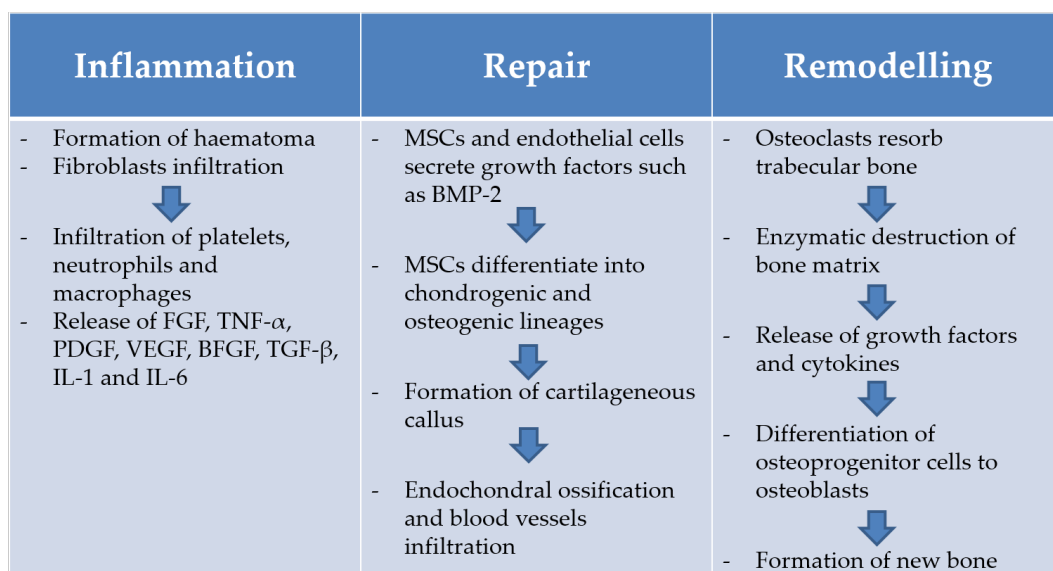 Inflammation
- Formation of haematoma
- Fibroblasts infiltration
- Infiltration of platelets,
neutrophils and
macrophages
- Release of FGF, TNF-α,
PDGF, VEGF, BFGF, TGF-β,
IL-1 and IL-6
Repair
- MSCs and endothelial cells
secrete growth factors such
as BMP-2
- MSCs differentiate into
chondrogenic and
osteogenic lineages
- Formation of cartilageneous
callus
- Endochondral ossification
and blood vessels
infiltration
Remodelling
- Osteoclasts resorb
trabecular bone
- Enzymatic destruction of
bone matrix
- Release of growth factors
and cytokines
- Differentiation of
osteoprogenitor cells to
osteoblasts
- Formation of new bone